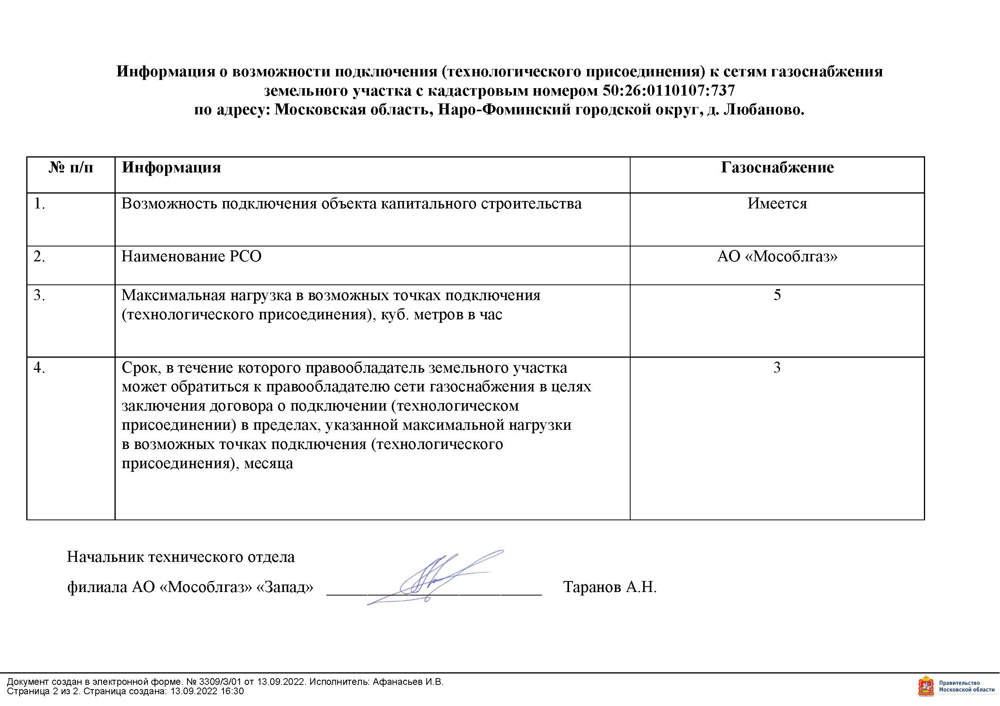 Информация о возможности подключения (технологического присоединения) к сетям газоснабжения
земельного участка с кадастровым номером 50:26:0110107:737
по адресу: Московская область, Наро-Фоминский городской округ, д. Любаново.
№ п/п Информация Газоснабжение
1. Возможность подключения объекта капитального строительства Имеется
2. Наименование РСО АО «Мособлгаз»
3. Максимальная нагрузка в возможных точках подключения 5
(технологического присоединения), куб. метров в час
4. Срок, в течение которого правообладатель земельного участка 3
может обратиться к правообладателю сети газоснабжения в целях
заключения договора о подключении (технологическом
присоединении) в пределах, указанной максимальной нагрузки
в возможных точках подключения (технологического
присоединения), месяца
Начальник технического отдела
филиала АО «Мособлгаз» «Запад» Таранов А.Н.
Документ создан в электронной форме. № 3309/3/01 от 13.09.2022. Исполнитель: Афанасьев И.В.
Страница 2 из 2. Страница создана: 13.09.2022 16:30
Правительство
Московской области